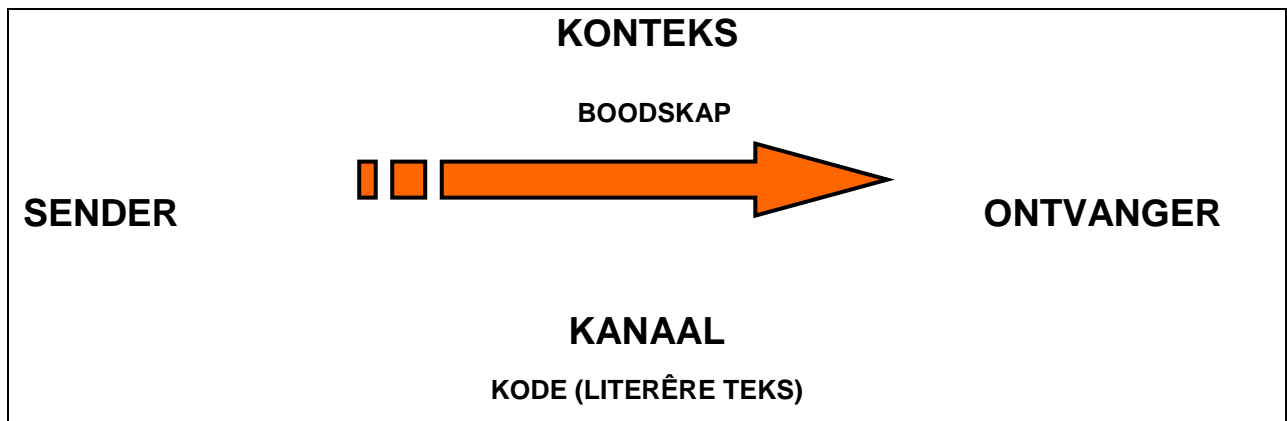 KONTEKS
BOODSKAP
SENDER ONTVANGER
KANAAL
KODE (LITERÊRE TEKS)